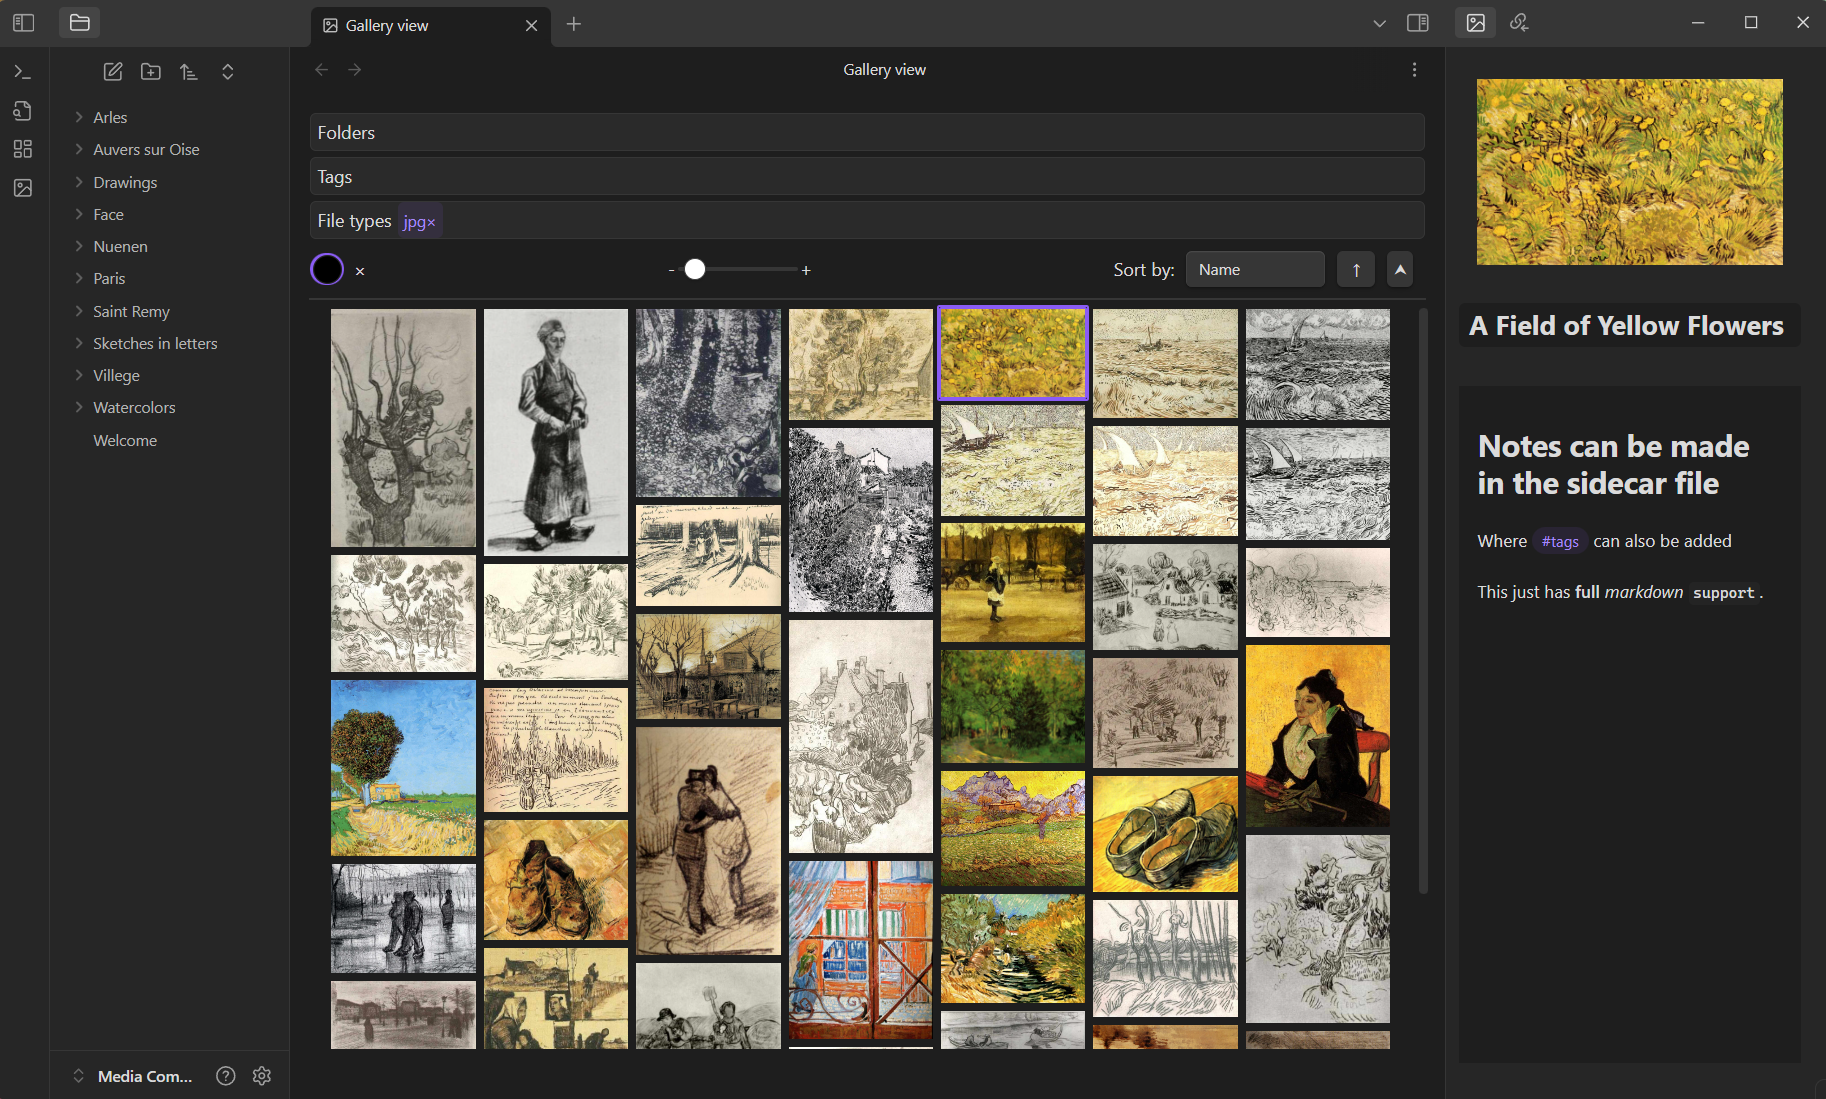 Gallery view
Gallery view
Arles
Auvers sur Oise
Drawings
Face
Nuenen
Paris
Saint Remy
Sketches in letters
Villege
Watercolors
Welcome
Media Com...
Folders
Tags
File types jpg×
×
- +
Sort by: Name ↑
A Field of Yellow Flowers
Notes can be made
in the sidecar file
Where #tags can also be added
This just has full markdown support.